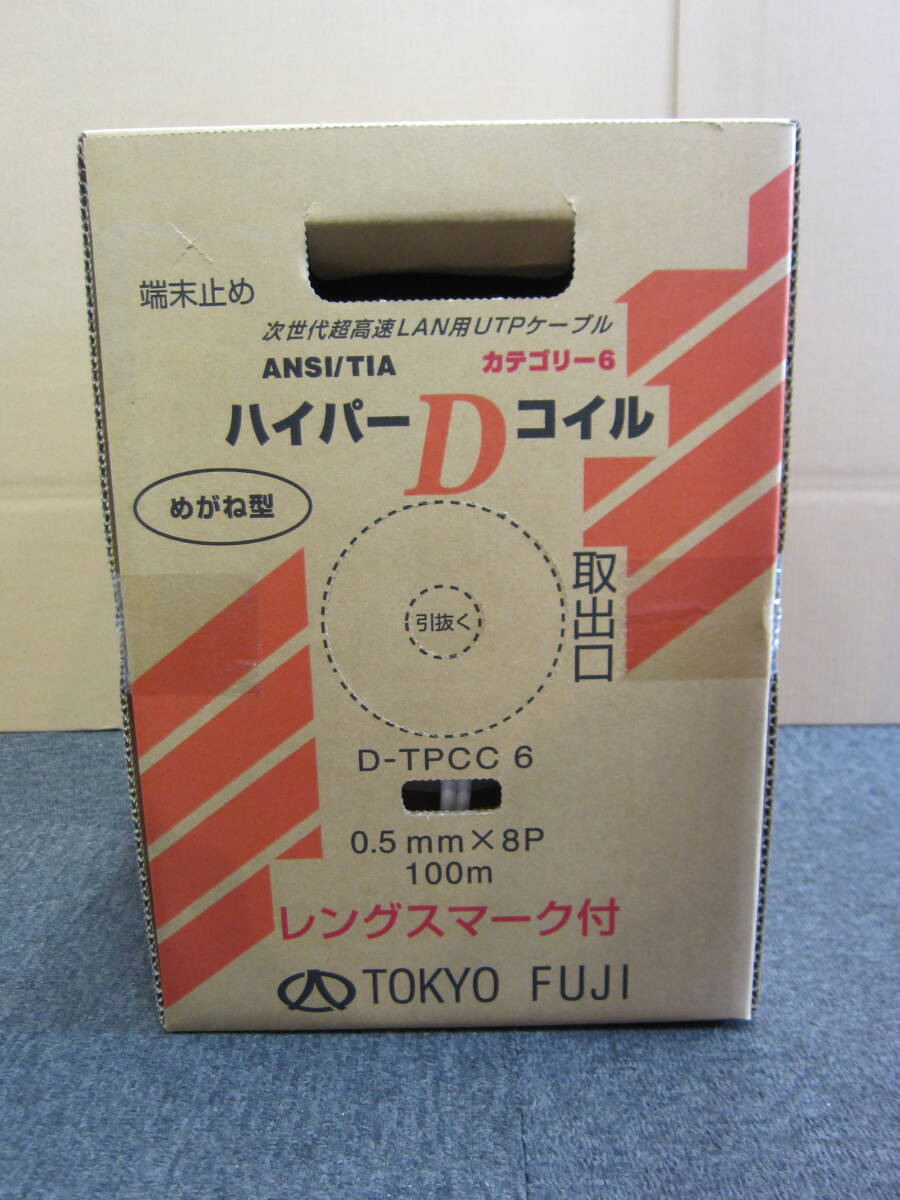 端末止め
次世代超高速LAN用UTPケーブル
ANSI/TIA カテゴリー6
ハイパーDコイル
めがね型
取出口
引抜く
D-TPCC 6
0.5mm×8P
100m
レングスマーク付
TOKYO FUJI